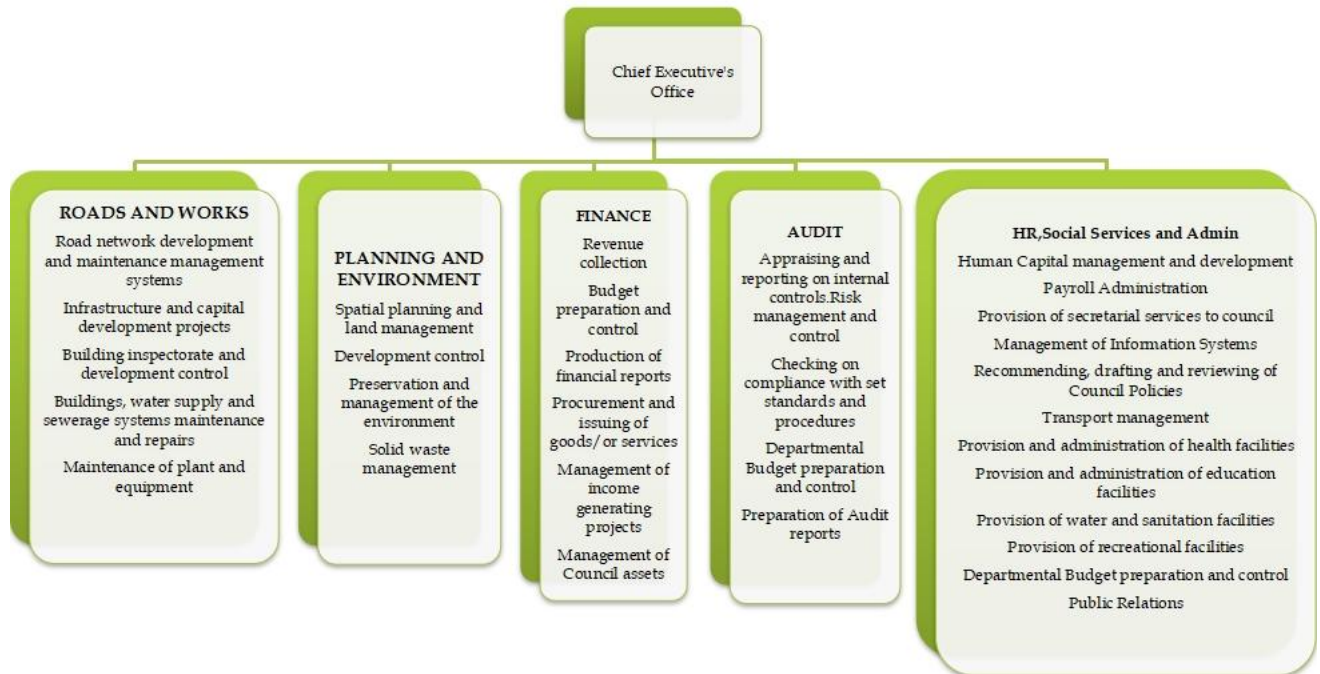 Chief Executive's
Office
ROADS AND WORKS
Road network development
and maintenance management
systems
Infrastructure and capital
development projects
Building inspectorate and
development control
Buildings, water supply and
sewerage systems maintenance
and repairs
Maintenance of plant and
equipment
PLANNING AND
ENVIRONMENT
Spatial planning and
land management
Development control
Preservation and
management of the
environment
Solid waste
management
FINANCE
Revenue
collection
Budget
preparation and
control
Production of
financial reports
Procurement and
issuing of
goods/ or services
Management of
income
generating
projects
Management of
Council assets
AUDIT
Appraising and
reporting on internal
controls.Risk
management and
control
Checking on
compliance with set
standards and
procedures
Departmental
Budget preparation
and control
Preparation of Audit
reports
HR,Social Services and Admin
Human Capital management and development
Payroll Administration
Provision of secretarial services to council
Management of Information Systems
Recommending, drafting and reviewing of
Council Policies
Transport management
Provision and administration of health facilities
Provision and administration of education
facilities
Provision of water and sanitation facilities
Provision of recreational facilities
Departmental Budget preparation and control
Public Relations